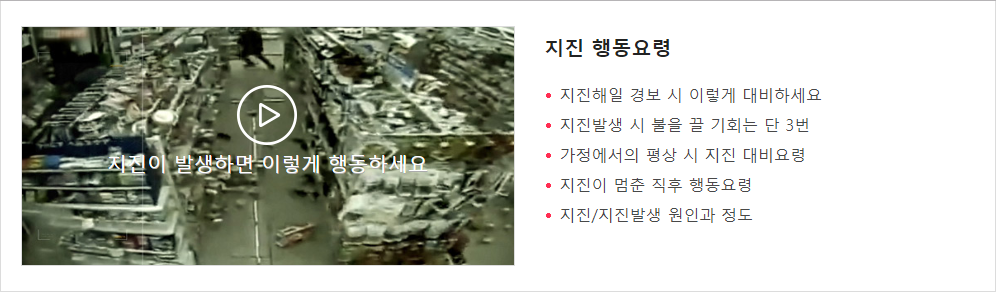 지진이 발생하면 이렇게 행동하세요
지진 행동요령
지진해일 경보 시 이렇게 대비하세요
지진발생 시 불을 끌 기회는 단 3번
가정에서의 평상 시 지진 대비요령
지진이 멈춘 직후 행동요령
지진/지진발생 원인과 정도